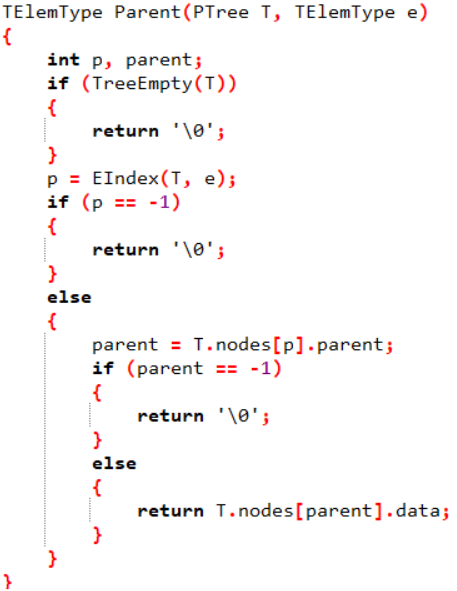 TElemType Parent(PTree T, TElemType e)
{
    int p, parent;
    if (TreeEmpty(T))
    {
        return '\0';
    }
    p = EIndex(T, e);
    if (p == -1)
    {
        return '\0';
    }
    else
    {
        parent = T.nodes[p].parent;
        if (parent == -1)
        {
            return '\0';
        }
        else
        {
            return T.nodes[parent].data;
        }
    }
}